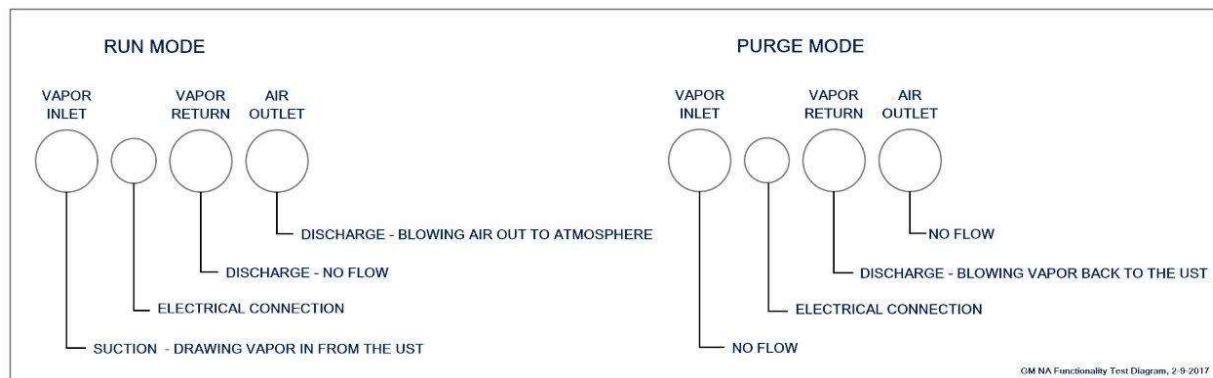 RUN MODE
VAPOR
INLET
VAPOR
RETURN
AIR
OUTLET
DISCHARGE - BLOWING AIR OUT TO ATMOSPHERE
DISCHARGE - NO FLOW
ELECTRICAL CONNECTION
SUCTION - DRAWING VAPOR IN FROM THE UST
PURGE MODE
VAPOR
INLET
VAPOR
RETURN
AIR
OUTLET
NO FLOW
DISCHARGE - BLOWING VAPOR BACK TO THE UST
ELECTRICAL CONNECTION
NO FLOW
GM NA Functionality Test Diagram, 2-9-2017